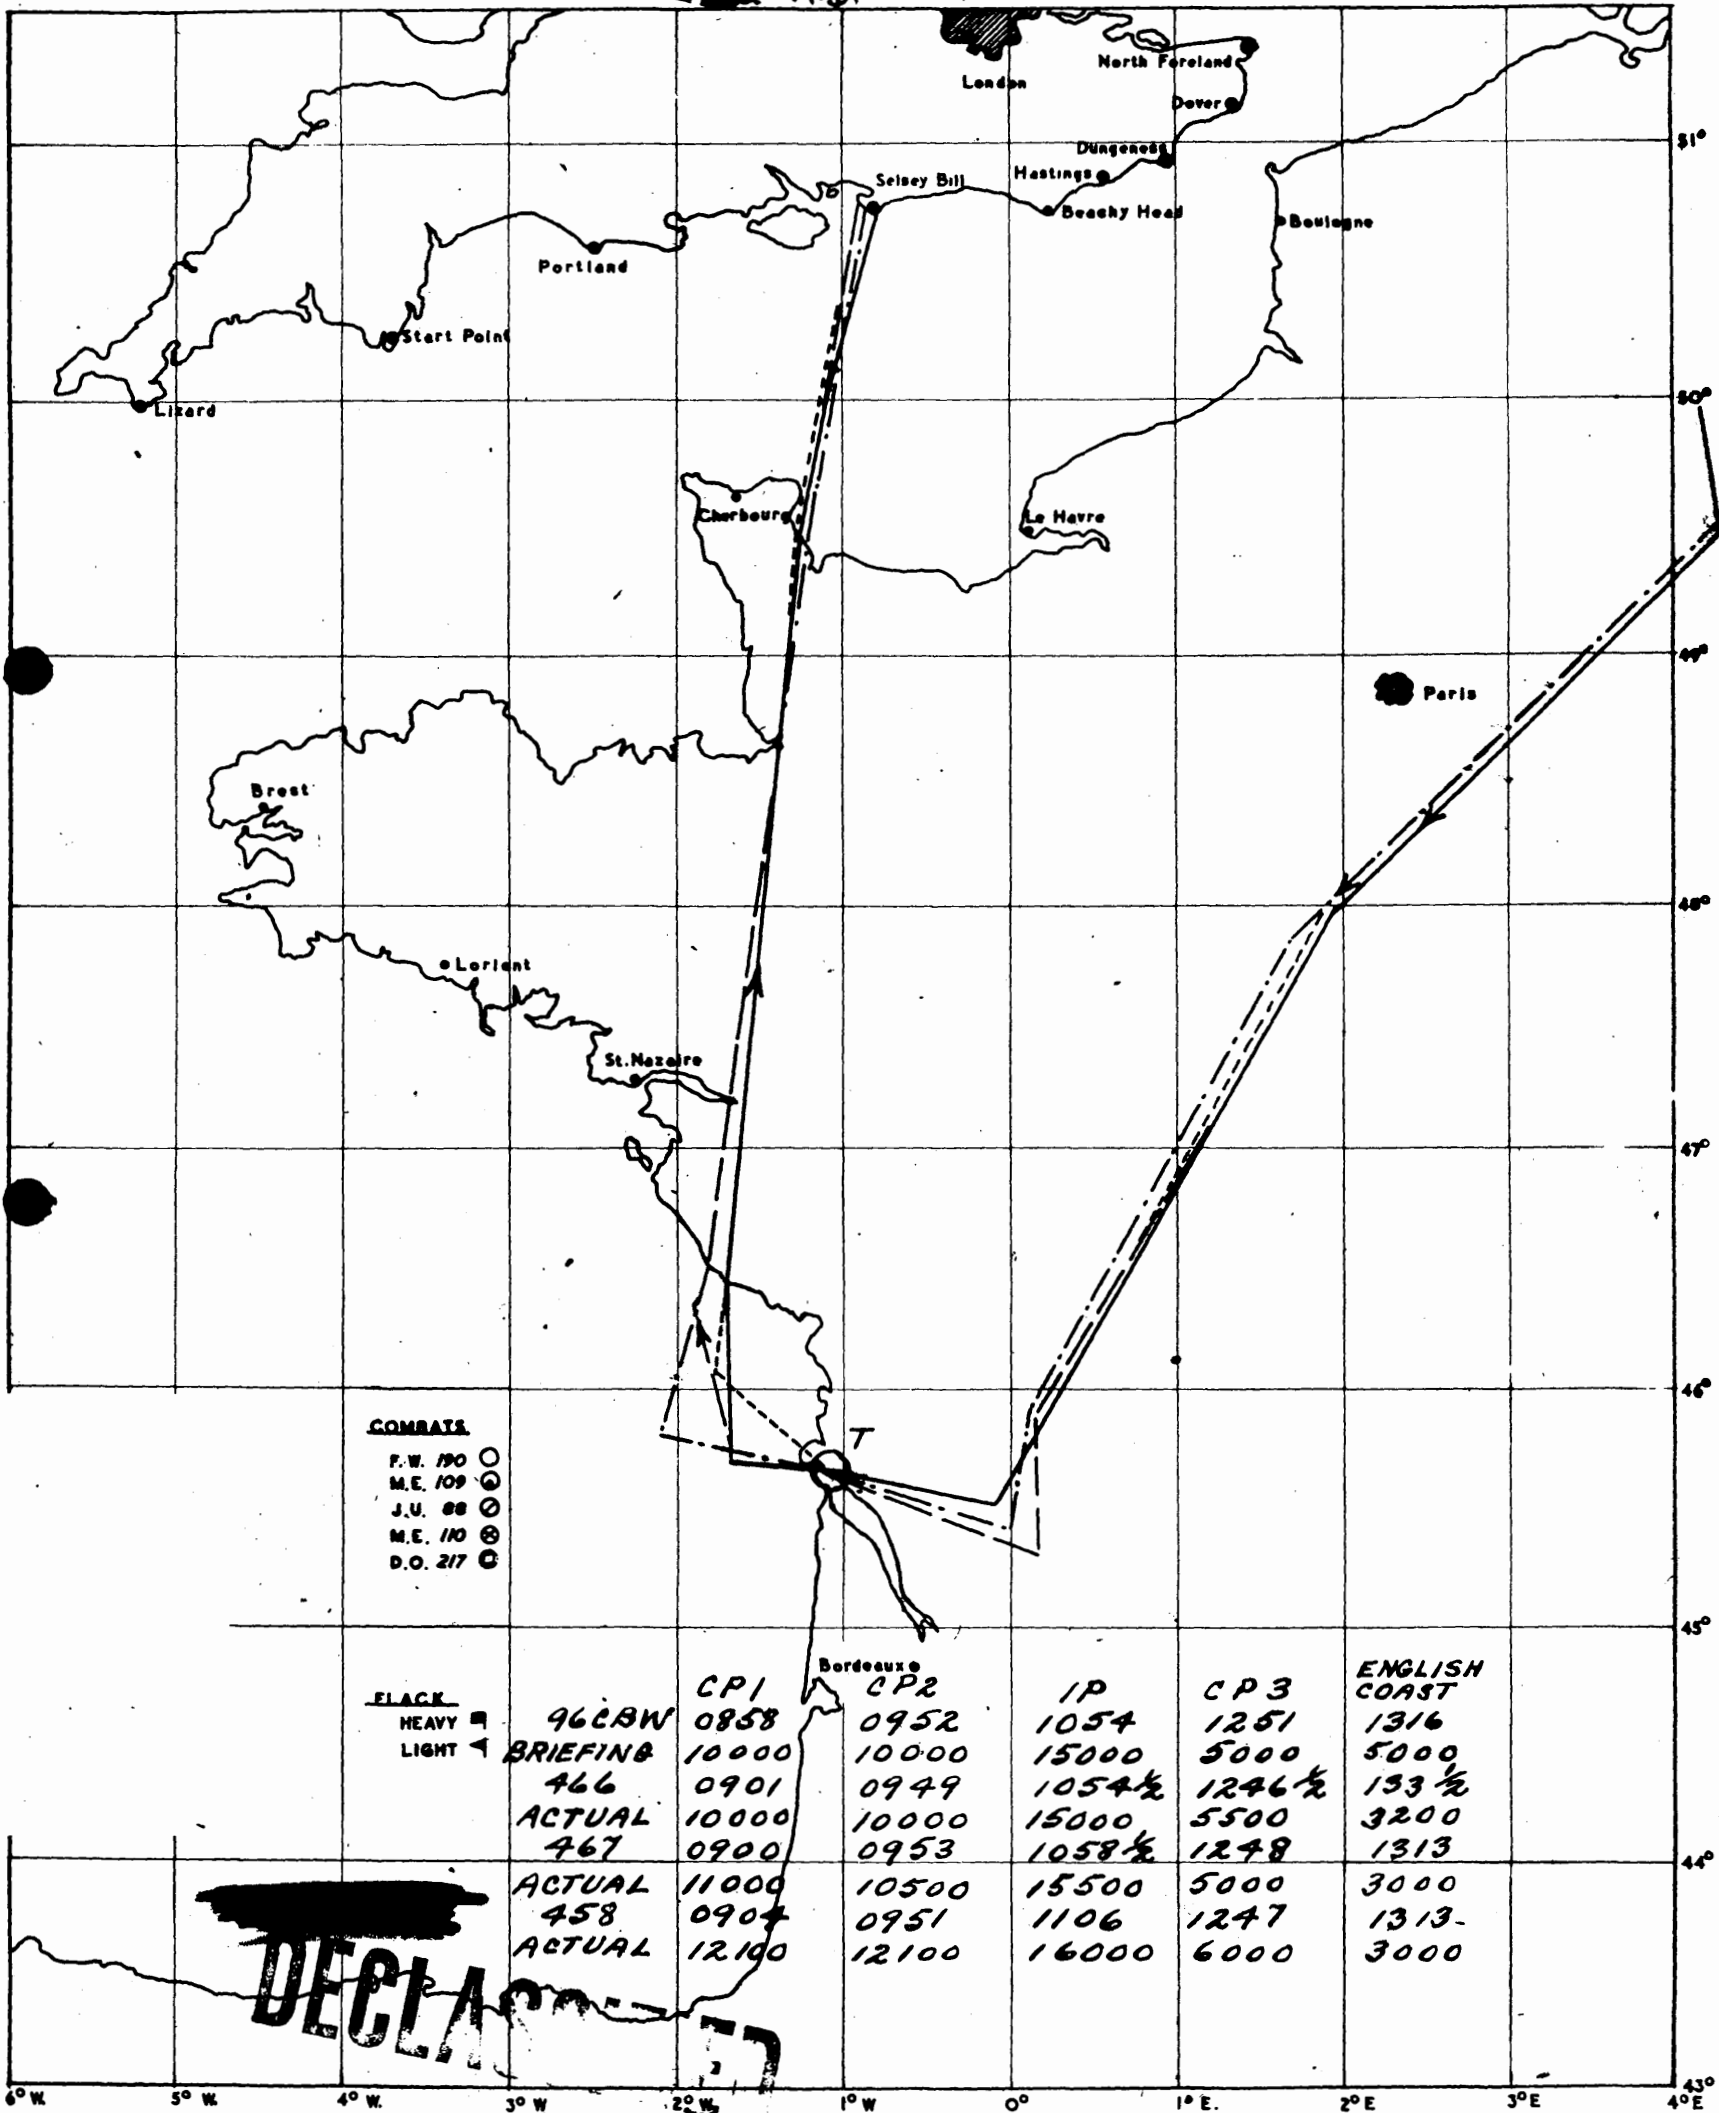 London
North Foreland
Dover
51°
Dungeness
Hastings
Selsey Bill
Beachy Head
Boulogne
Portland
Start Point
50°
Lizard
Cherbourg
Le Havre
49°
Paris
Brest
48°
Lorient
St. Nazaire
47°
46°
COMBATS
F.W. 190
M.E. 109
J.U. 88
M.E. 110
D.O. 217
T
45°
Bordeaux
FLACK
HEAVY
LIGHT
CP1 CP2 IP CP3 ENGLISH COAST
96CBW 0858 0952 1054 1251 1316
BRIEFING 10000 10000 15000 5000 5000
466 0901 0949 1054½ 1246½ 133½
ACTUAL 10000 10000 15000 5500 3200
467 0900 0953 1058½ 1248 1313
44°
ACTUAL 11000 10500 15500 5000 3000
458 0904 0951 1106 1247 1313
ACTUAL 12100 12100 16000 6000 3000
43°
6°W. 5°W. 4°W. 3°W 2°W. 1°W 0° 1°E. 2°E 3°E 4°E